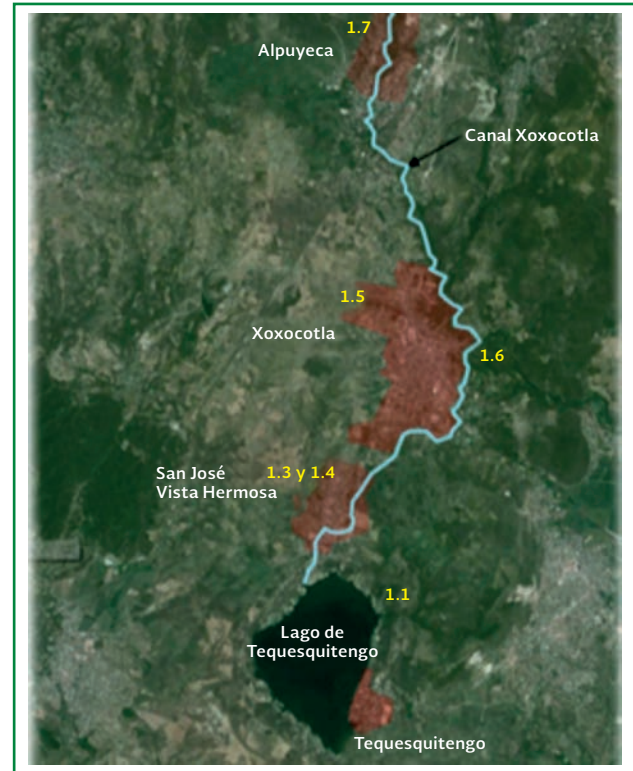 1.7
Alpuyeca
Canal Xoxocotla
1.5
Xoxocotla
1.6
San José
Vista Hermosa
1.3 y 1.4
1.1
Lago de
Tequesquitengo
Tequesquitengo